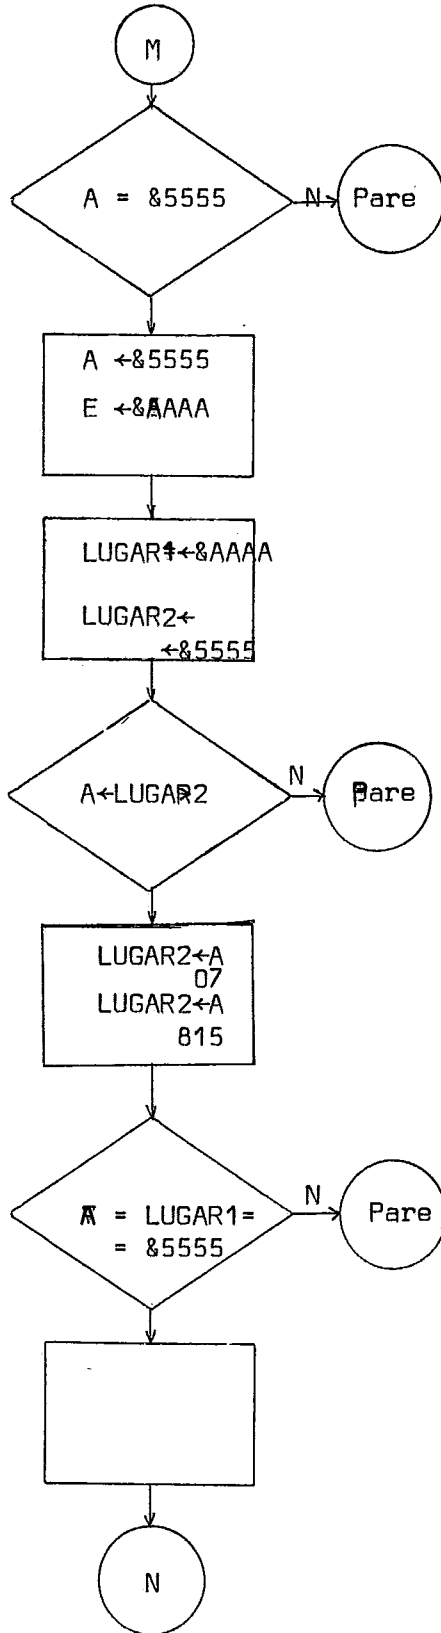 M
A = &5555
N
Pare
A ←&5555
E ←&AAAA
LUGAR1←&AAAA
LUGAR2←
←&5555
A←LUGAR2
N
Pare
LUGAR2←A
07
LUGAR2←A
815
N
= LUGAR1=
= &5555
Pare
N